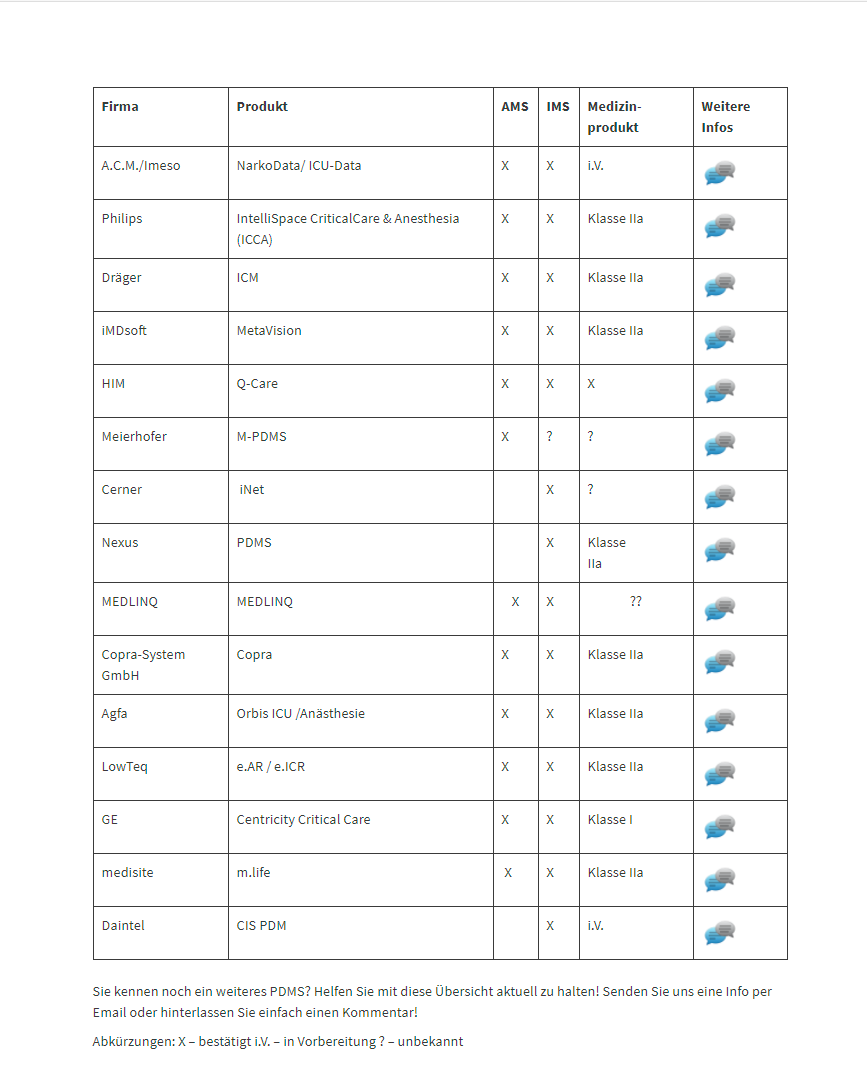 Firma Produkt AMS IMS Medizin-
produkt Weitere
Infos
A.C.M./Imeso NarkoData/ ICU-Data X X i.V.
Philips IntelliSpace CriticalCare & Anesthesia
(ICCA) X X Klasse IIa
Dräger ICM X X Klasse IIa
iMDsoft MetaVision X X Klasse IIa
HIM Q-Care X X X
Meierhofer M-PDMS X ? ?
Cerner iNet X ?
Nexus PDMS X Klasse
IIa
MEDLINQ MEDLINQ X X ??
Copra-System
GmbH Copra X X Klasse IIa
Agfa Orbis ICU /Anästhesie X X Klasse IIa
LowTeq e.AR / e.ICR X X Klasse IIa
GE Centricity Critical Care X X Klasse I
medisite m.life X X Klasse IIa
Daintel CIS PDM X i.V.
Sie kennen noch ein weiteres PDMS? Helfen Sie mit diese Übersicht aktuell zu halten! Senden Sie uns eine Info per
Email oder hinterlassen Sie einfach einen Kommentar!
Abkürzungen: X – bestätigt i.V. – in Vorbereitung ? – unbekannt